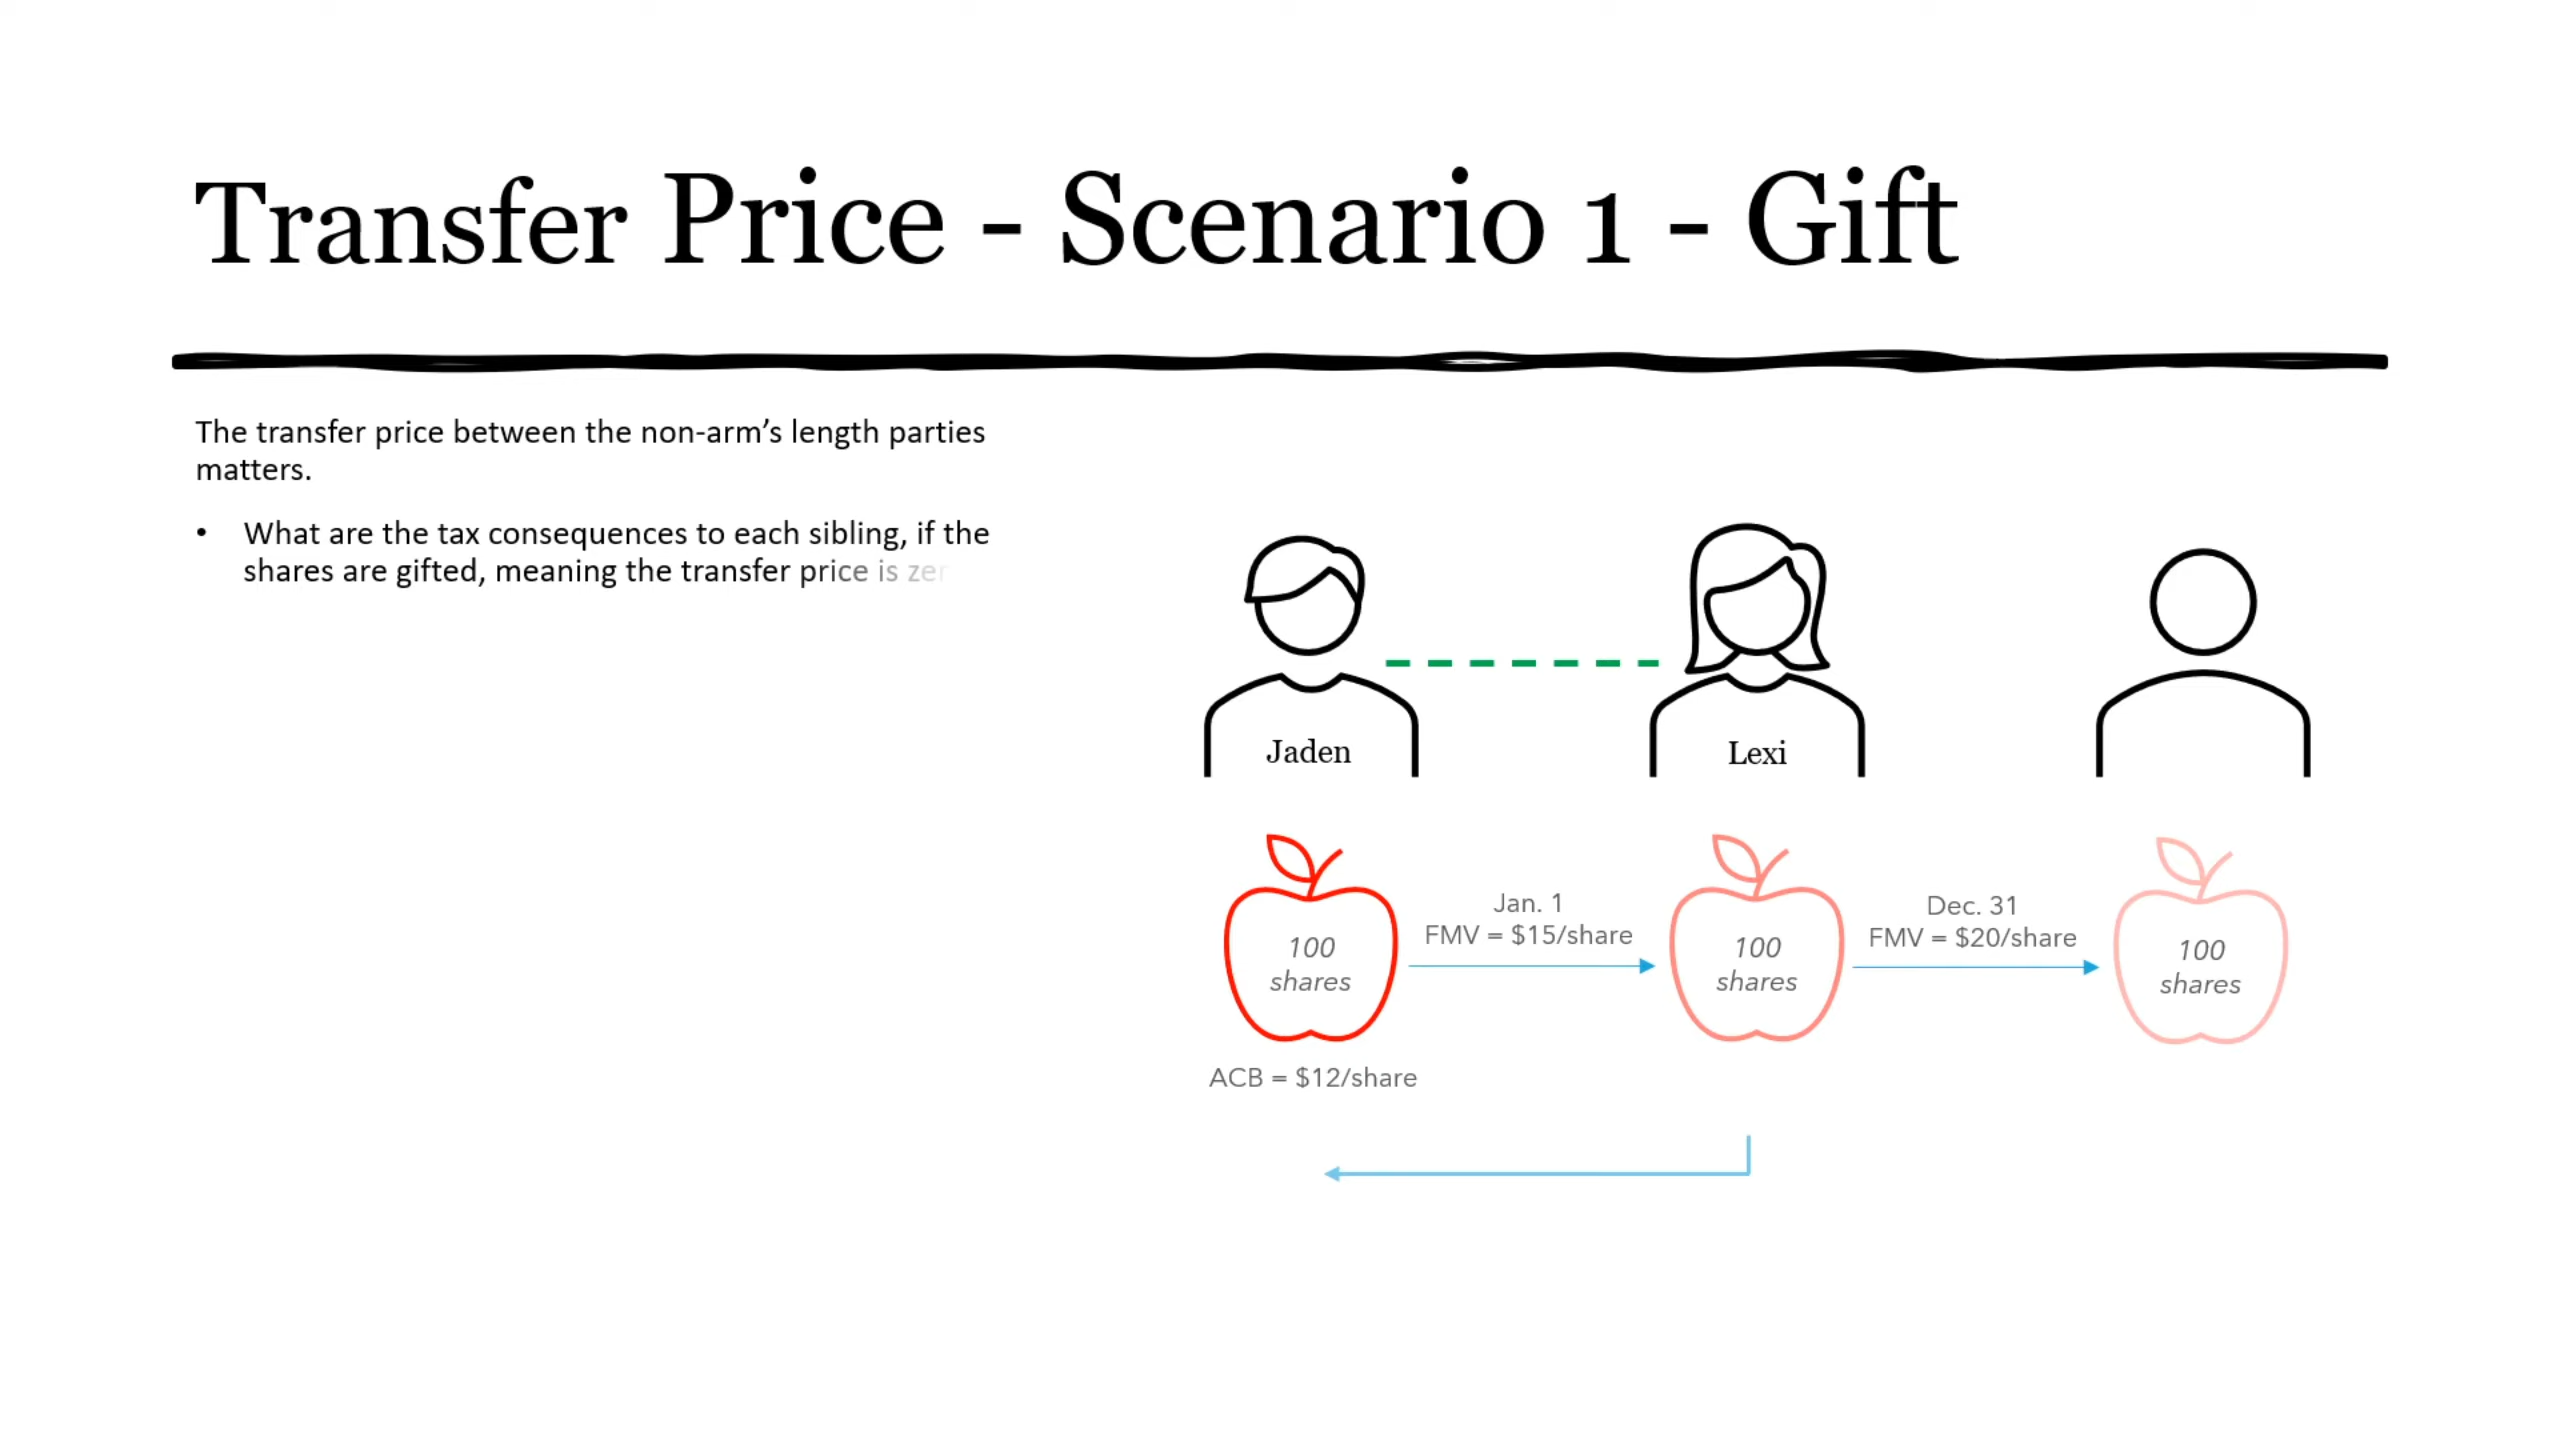 Transfer Price - Scenario 1 - Gift
The transfer price between the non-arm's length parties
matters.
• What are the tax consequences to each sibling, if the
shares are gifted, meaning the transfer price is zer
Jaden
Lexi
Jan. 1
FMV = $15/share
Dec. 31
FMV = $20/share
100
shares
100
shares
100
shares
ACB = $12/share